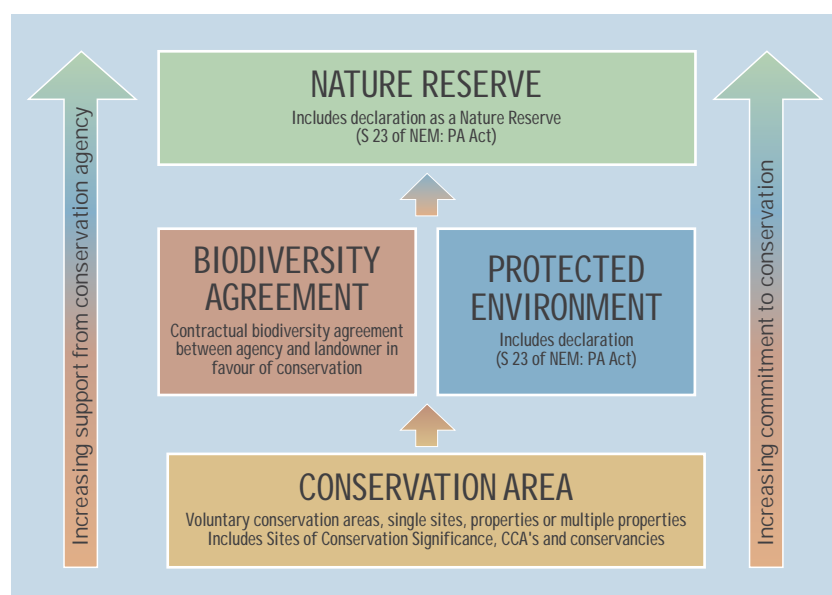 NATURE RESERVE
Includes declaration as a Nature Reserve
(S 23 of NEM: PA Act)
Increasing support from conservation agency
BIODIVERSITY
AGREEMENT
Contractual biodiversity agreement
between agency and landowner in
favour of conservation
PROTECTED
ENVIRONMENT
Includes declaration
(S 23 of NEM: PA Act)
Increasing commitment to conservation
CONSERVATION AREA
Voluntary conservation areas, single sites, properties or multiple properties
Includes Sites of Conservation Significance, CCA's and conservancies